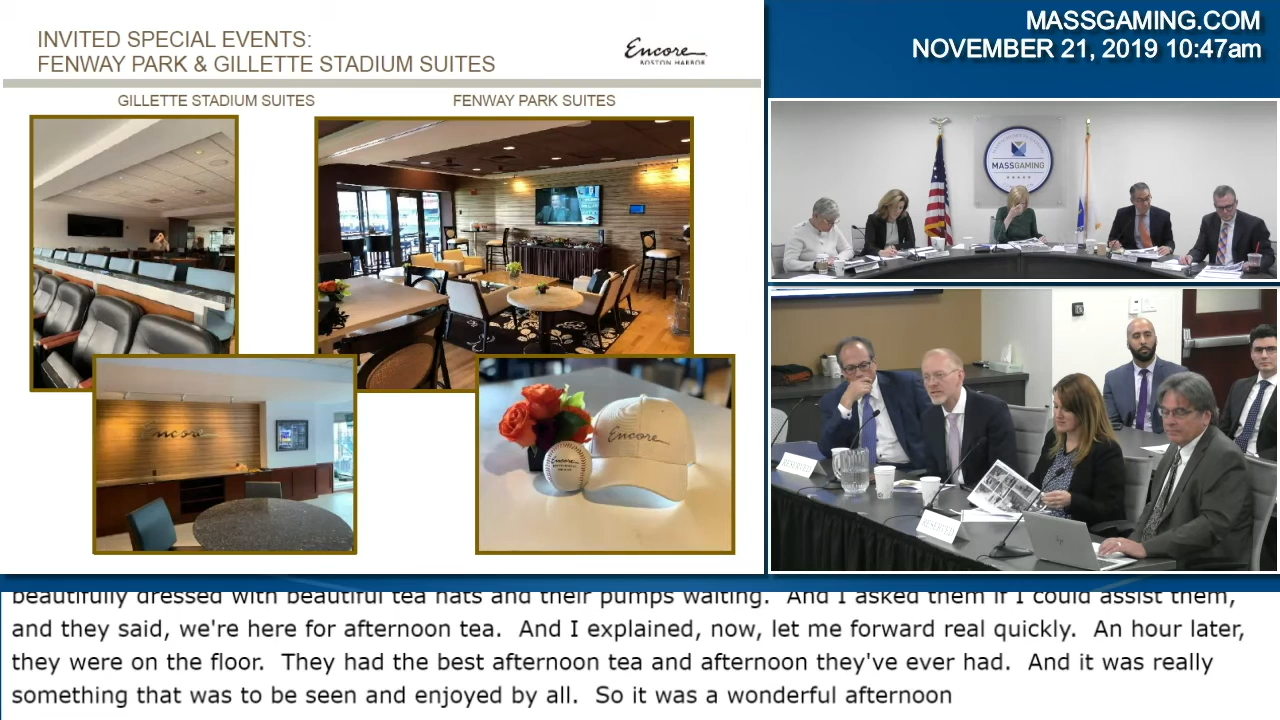 INVITED SPECIAL EVENTS:
FENWAY PARK & GILLETTE STADIUM SUITES
Encore
BOSTON HARBOR
GILLETTE STADIUM SUITES
FENWAY PARK SUITES
Encore
Encore
Encore
MASSGAMING.COM
NOVEMBER 21, 2019 10:47am
MASSGAMING
RESERVED
RESERVED
beautifully dressed with beautiful tea hats and their pumps waiting.  And I asked them if I could assist them,
and they said, we're here for afternoon tea.  And I explained, now, let me forward real quickly.  An hour later,
they were on the floor.  They had the best afternoon tea and afternoon they've ever had.  And it was really
something that was to be seen and enjoyed by all.  So it was a wonderful afternoon